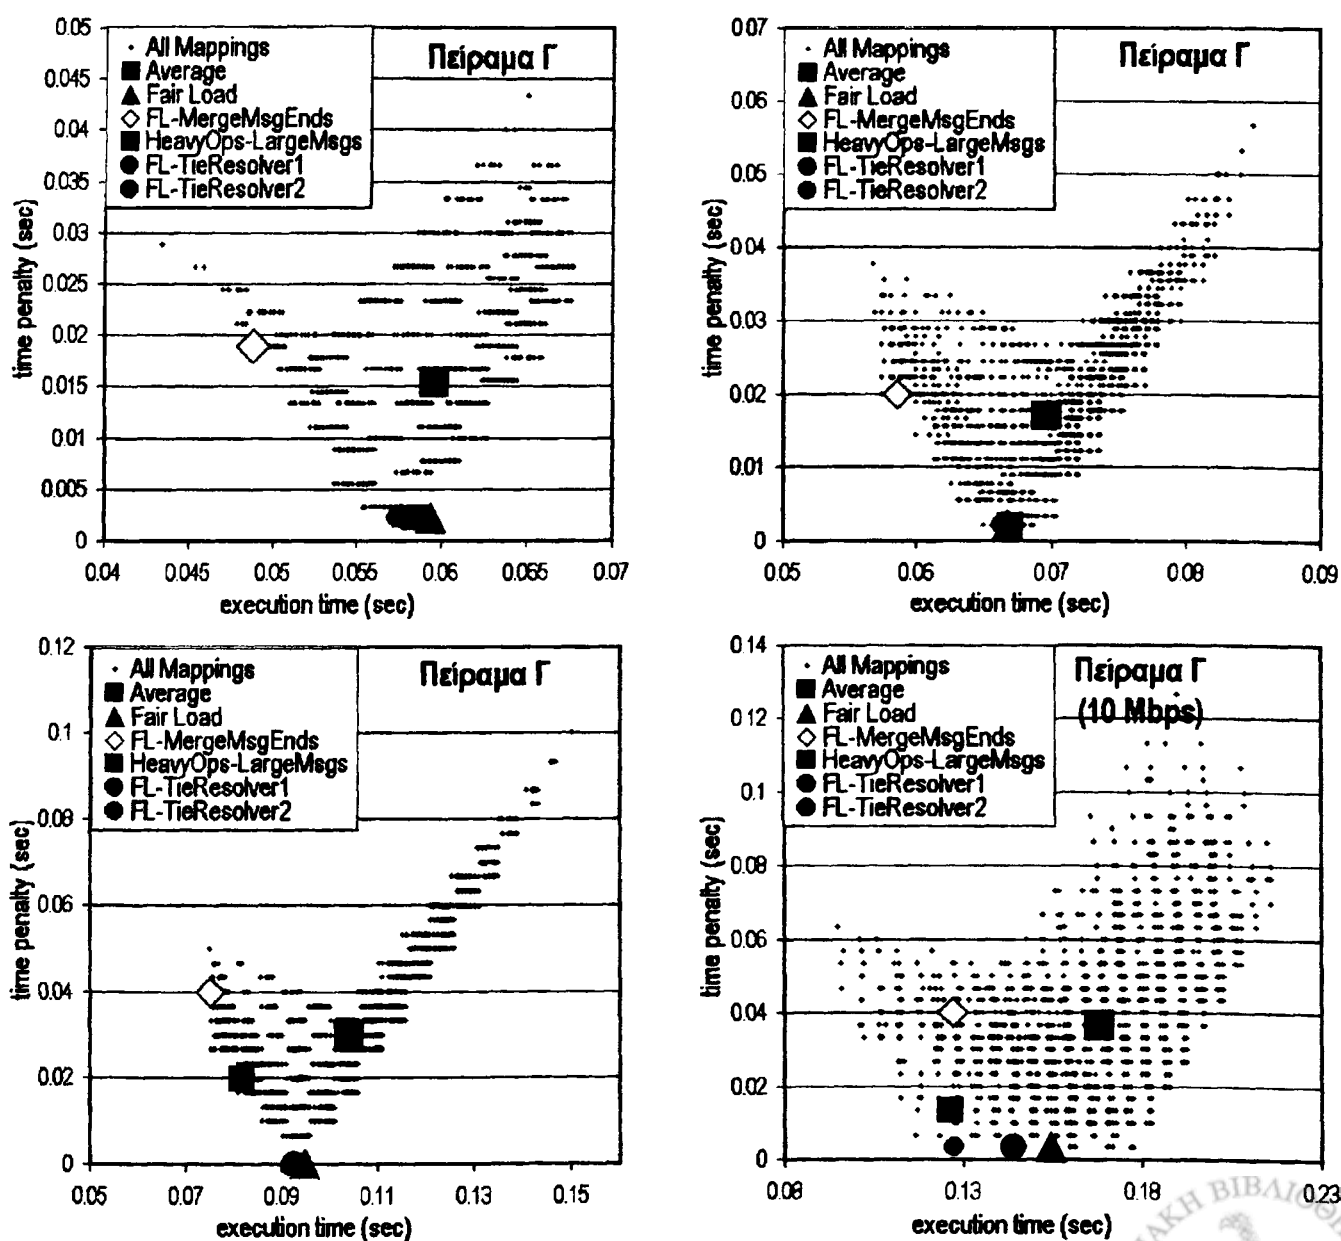 0.05
0.045
0.04
0.035
0.03
0.025
0.02
0.015
0.01
0.005
0
time penalty (sec)
All Mappings
Average
Fair Load
FL-MergeMsgEnds
HeavyOps-LargeMsgs
FL-TieResolver1
FL-TieResolver2
Πείραμα Γ
0.04 0.045 0.05 0.055 0.06 0.065 0.07
execution time (sec)
0.07
0.06
0.05
0.04
0.03
0.02
0.01
0
time penalty (sec)
All Mappings
Average
Fair Load
FL-MergeMsgEnds
HeavyOps-LargeMsgs
FL-TieResolver1
FL-TieResolver2
Πείραμα Γ
0.05 0.06 0.07 0.08 0.09
execution time (sec)
0.12
0.1
0.08
0.06
0.04
0.02
0
time penalty (sec)
All Mappings
Average
Fair Load
FL-MergeMsgEnds
HeavyOps-LargeMsgs
FL-TieResolver1
FL-TieResolver2
Πείραμα Γ
0.05 0.07 0.09 0.11 0.13 0.15
execution time (sec)
0.14
0.12
0.1
0.08
0.06
0.04
0.02
0
time penalty (sec)
All Mappings
Average
Fair Load
FL-MergeMsgEnds
HeavyOps-LargeMsgs
FL-TieResolver1
FL-TieResolver2
Πείραμα Γ
(10 Mbps)
0.08 0.13 0.18 0.23
execution time (sec)